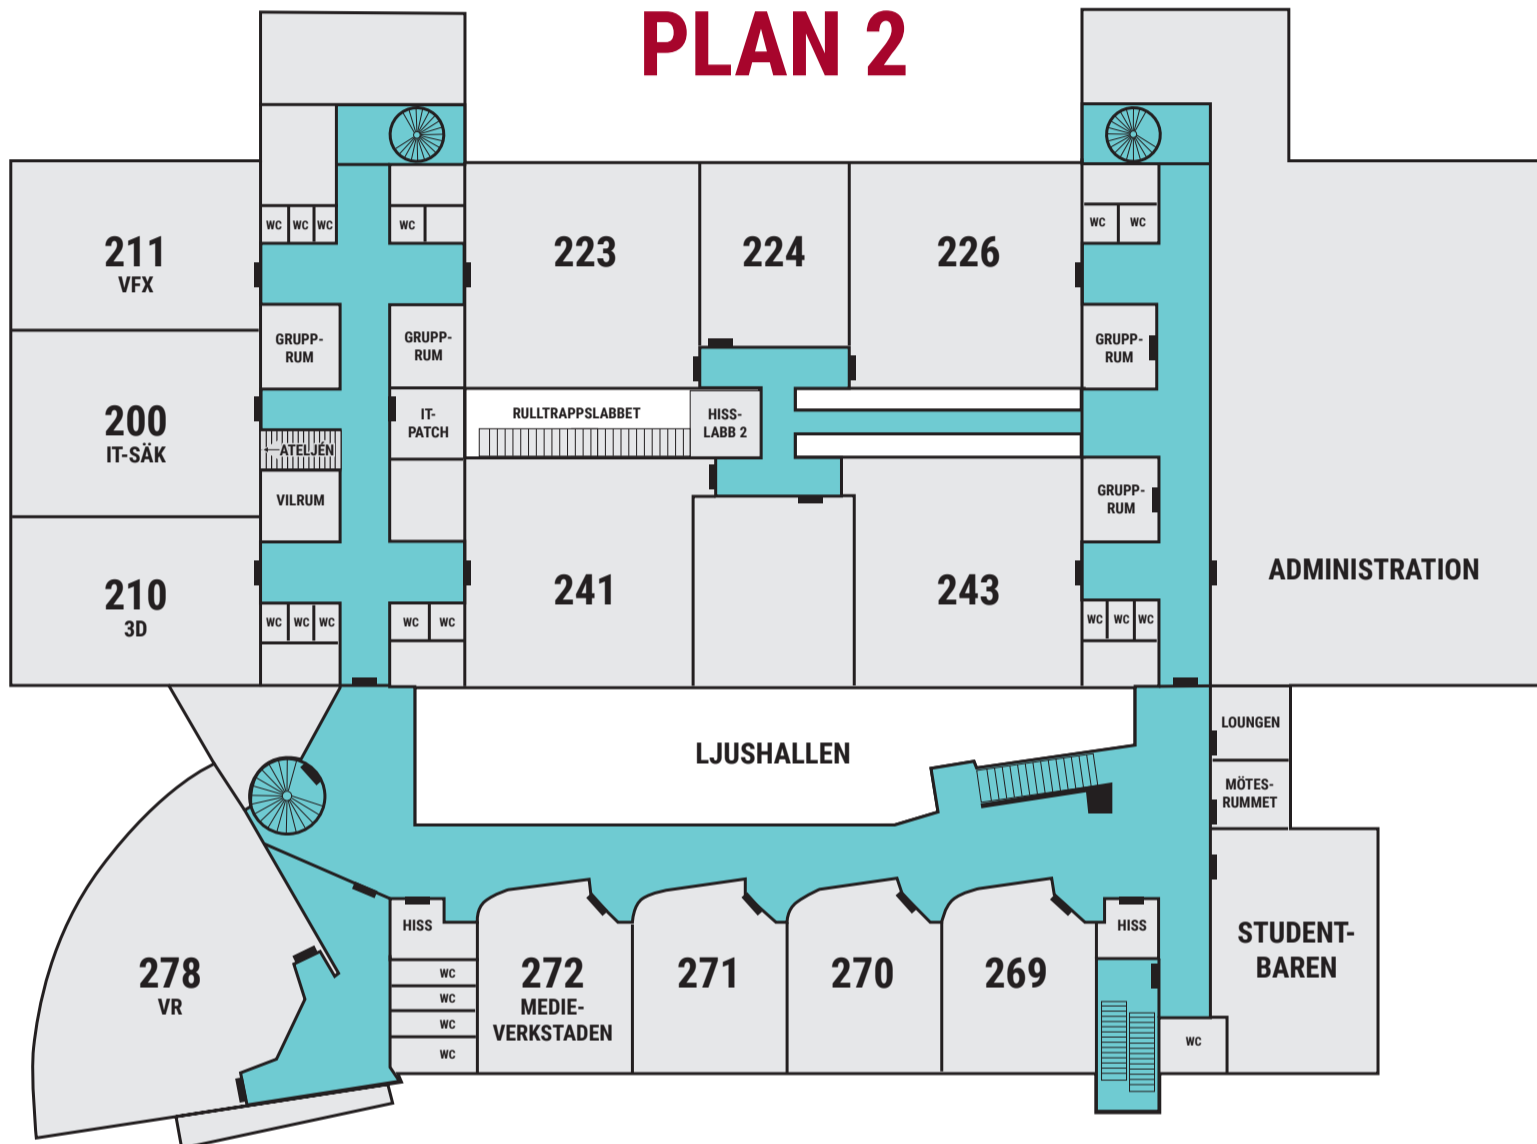 PLAN 2
WC
WC
WC
WC
WC
WC
211
VFX
223
224
226
GRUPP-
RUM
GRUPP-
RUM
GRUPP-
RUM
200
IT-SÄK
IT-
PATCH
RULLTRAPPSLABBET
HISS-
LABB 2
←ATELJÉN
VILRUM
GRUPP-
RUM
210
3D
241
243
ADMINISTRATION
WC
WC
WC
WC
WC
WC
WC
WC
LJUSHALLEN
LOUNGEN
MÖTES-
RUMMET
HISS
HISS
STUDENT-
BAREN
278
VR
WC
WC
WC
WC
272
MEDIE-
VERKSTADEN
271
270
269
WC